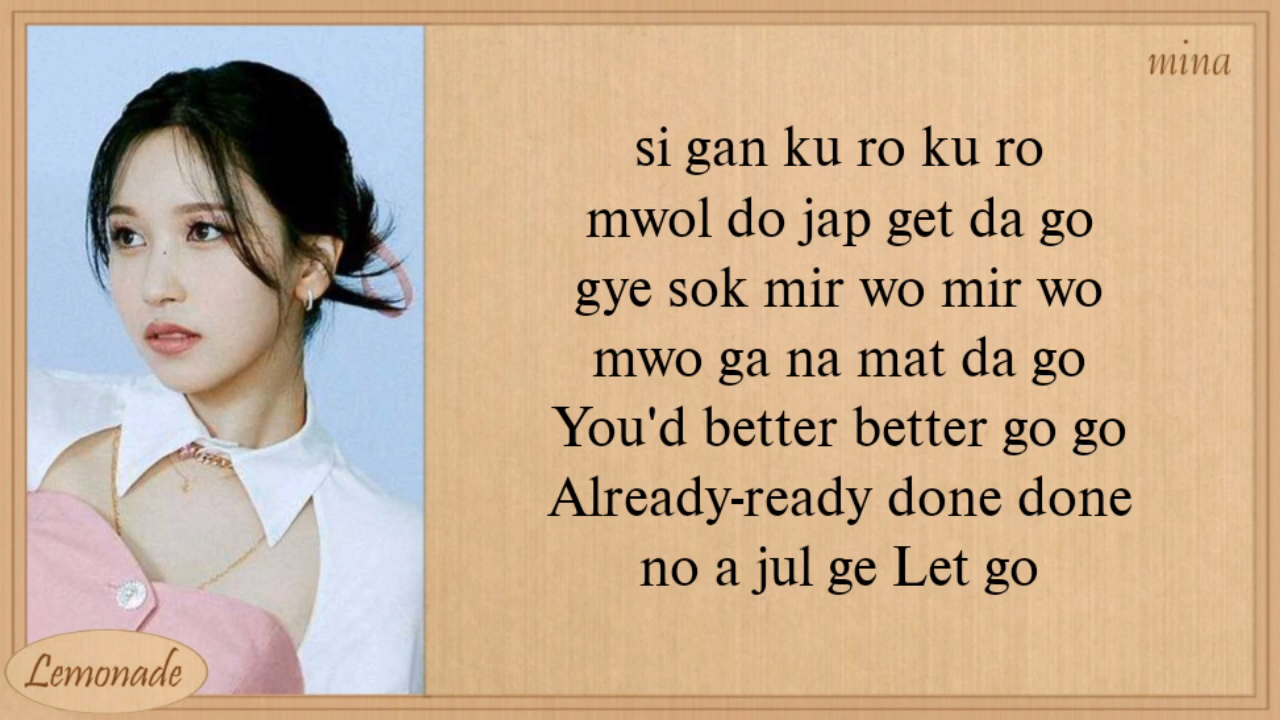 mina
si gan ku ro ku ro
mwol do jap get da go
gye sok mir wo mir wo
mwo ga na mat da go
You'd better better go go
Already-ready done done
no a jul ge Let go
Lemonade